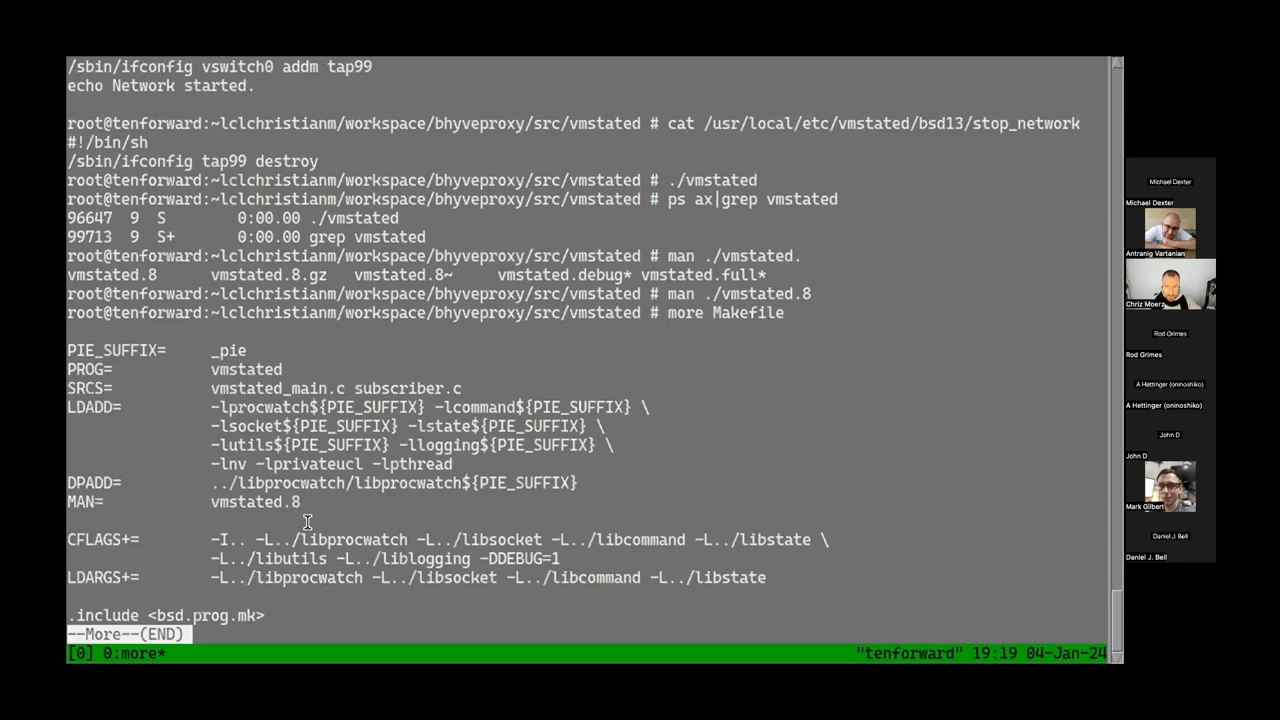 /sbin/ifconfig vswitch0 addm tap99
echo Network started.
root@tenforward:~lclchristianm/workspace/bhyveproxy/src/vmstated # cat /usr/local/etc/vmstated/bsd13/stop_network
#!/bin/sh
/sbin/ifconfig tap99 destroy
root@tenforward:~lclchristianm/workspace/bhyveproxy/src/vmstated # ./vmstated
root@tenforward:~lclchristianm/workspace/bhyveproxy/src/vmstated # ps ax|grep vmstated
96647  9  S        0:00.00 ./vmstated
99713  9  S+       0:00.00 grep vmstated
root@tenforward:~lclchristianm/workspace/bhyveproxy/src/vmstated # man ./vmstated.
vmstated.8      vmstated.8.gz   vmstated.8~     vmstated.debug* vmstated.full*
root@tenforward:~lclchristianm/workspace/bhyveproxy/src/vmstated # man ./vmstated.8
root@tenforward:~lclchristianm/workspace/bhyveproxy/src/vmstated # more Makefile
PIE_SUFFIX=     _pie
PROG=           vmstated
SRCS=           vmstated_main.c subscriber.c
LDADD=          -lprocwatch${PIE_SUFFIX} -lcommand${PIE_SUFFIX} \
                -lsocket${PIE_SUFFIX} -lstate${PIE_SUFFIX} \
                -lutils${PIE_SUFFIX} -llogging${PIE_SUFFIX} \
                -lnv -lprivateucl -lpthread
DPADD=          ../libprocwatch/libprocwatch${PIE_SUFFIX}
MAN=            vmstated.8
CFLAGS+=        -I.. -L../libprocwatch -L../libsocket -L../libcommand -L../libstate \
                -L../libutils -L../liblogging -DDEBUG=1
LDARGS+=        -L../libprocwatch -L../libsocket -L../libcommand -L../libstate
.include <bsd.prog.mk>
--More--(END)
[0] 0:more* "tenforward" 19:19 04-Jan-24
Michael Dexter
Michael Dexter
Antranig Vartanian
Chriz Moerz
Rod Grimes
Rod Grimes
A Hettinger (oninoshiko)
A Hettinger (oninoshiko)
John D
John D
Mark Gilbert
Daniel J. Bell
Daniel J. Bell